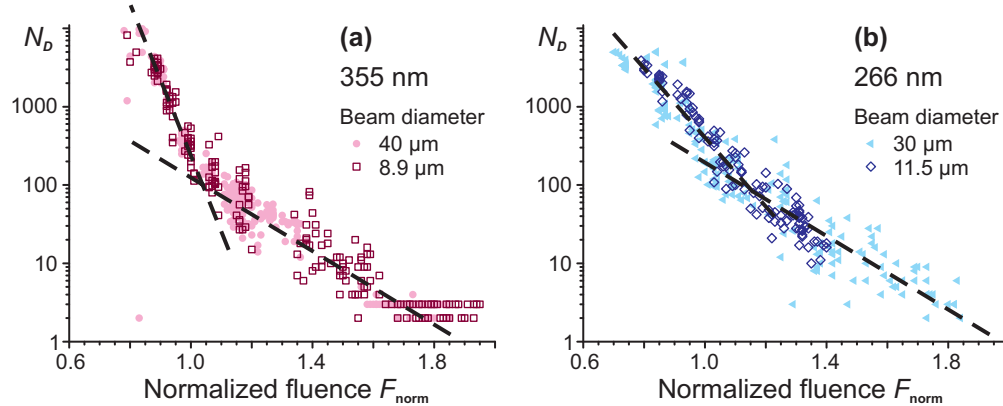 N_D
(a)
355 nm
Beam diameter
40 µm
8.9 µm
1000
100
10
1
0.6
1.0
1.4
1.8
Normalized fluence F_norm
N_D
(b)
266 nm
Beam diameter
30 µm
11.5 µm
1000
100
10
1
0.6
1.0
1.4
1.8
Normalized fluence F_norm